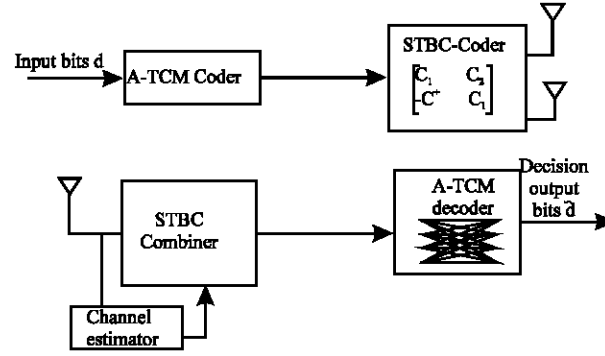 Input bits d
A-TCM Coder
STBC-Coder
C₁ C₂
-C⁺ C₁
STBC
Combiner
Channel
estimator
A-TCM
decoder
Decision
output
bits d